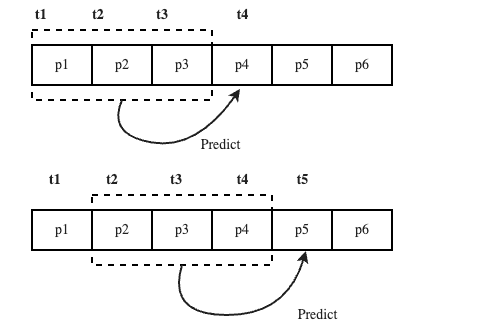 t1 t2 t3 t4
p1 p2 p3 p4 p5 p6
Predict
t1 t2 t3 t4 t5
p1 p2 p3 p4 p5 p6
Predict